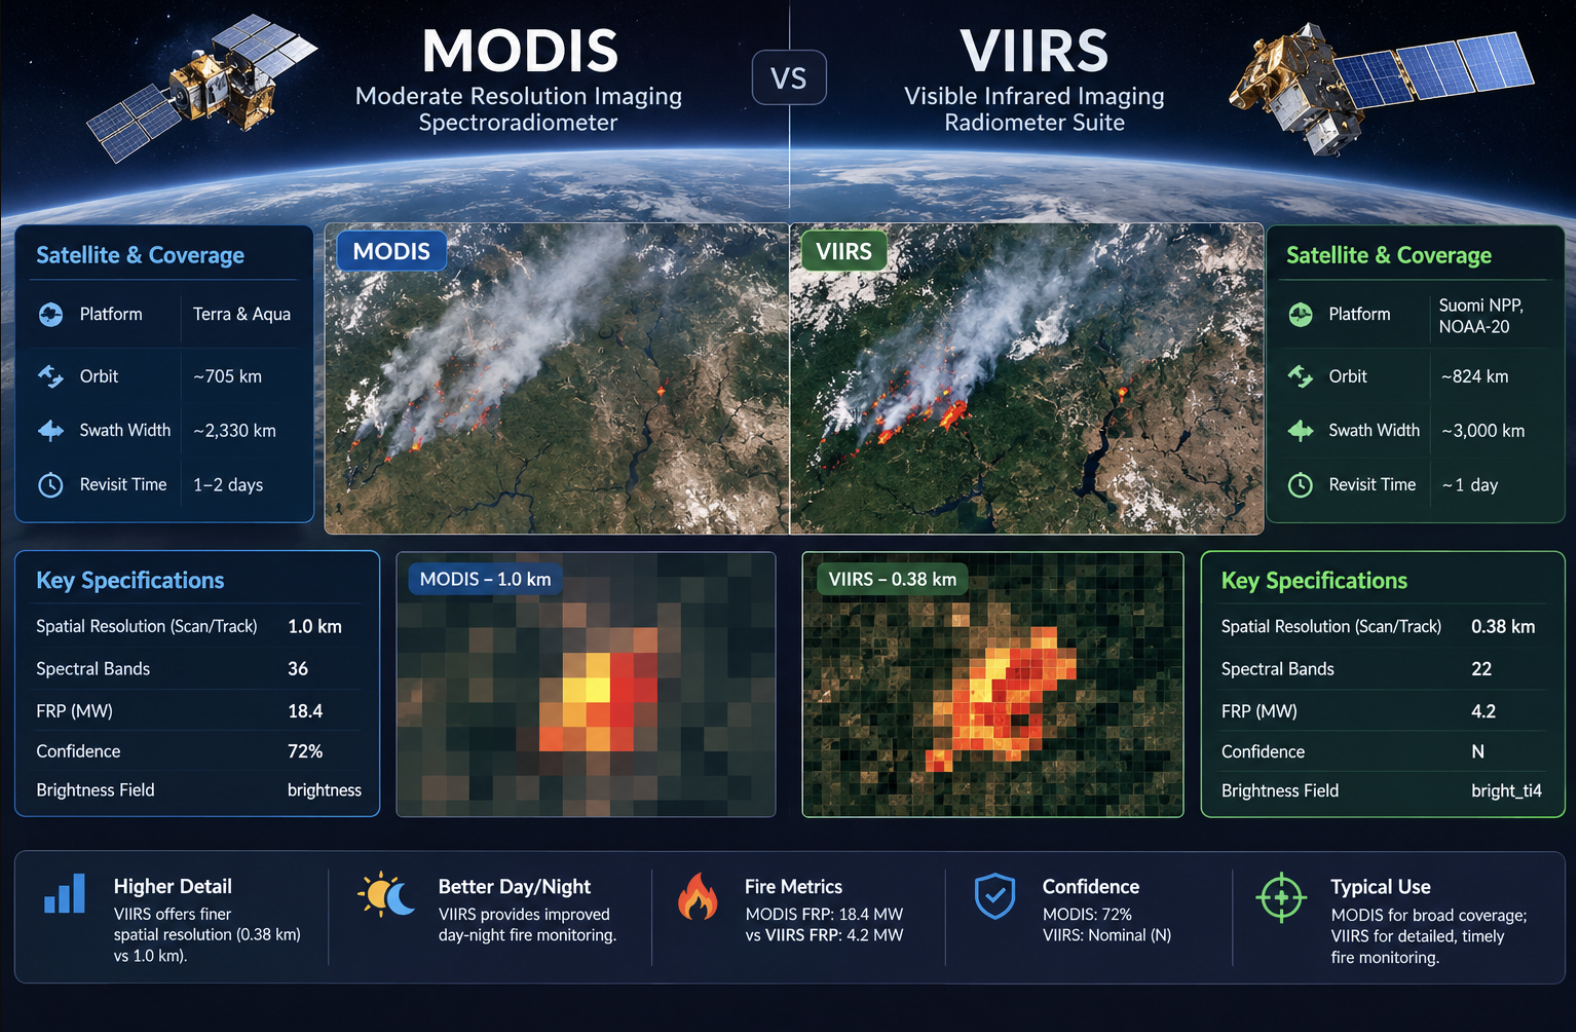 MODIS
Moderate Resolution Imaging
Spectroradiometer
VS
VIIRS
Visible Infrared Imaging
Radiometer Suite
Satellite & Coverage
Platform Terra & Aqua
Orbit ~705 km
Swath Width ~2,330 km
Revisit Time 1–2 days
MODIS
VIIRS
Satellite & Coverage
Platform Suomi NPP,
NOAA-20
Orbit ~824 km
Swath Width ~3,000 km
Revisit Time ~1 day
Key Specifications
Spatial Resolution (Scan/Track) 1.0 km
Spectral Bands 36
FRP (MW) 18.4
Confidence 72%
Brightness Field brightness
MODIS – 1.0 km
VIIRS – 0.38 km
Key Specifications
Spatial Resolution (Scan/Track) 0.38 km
Spectral Bands 22
FRP (MW) 4.2
Confidence N
Brightness Field bright_ti4
Higher Detail
VIIRS offers finer
spatial resolution (0.38 km)
vs 1.0 km).
Better Day/Night
VIIRS provides improved
day-night fire monitoring.
Fire Metrics
MODIS FRP: 18.4 MW
vs VIIRS FRP: 4.2 MW
Confidence
MODIS: 72%
VIIRS: Nominal (N)
Typical Use
MODIS for broad coverage;
VIIRS for detailed, timely
fire monitoring.